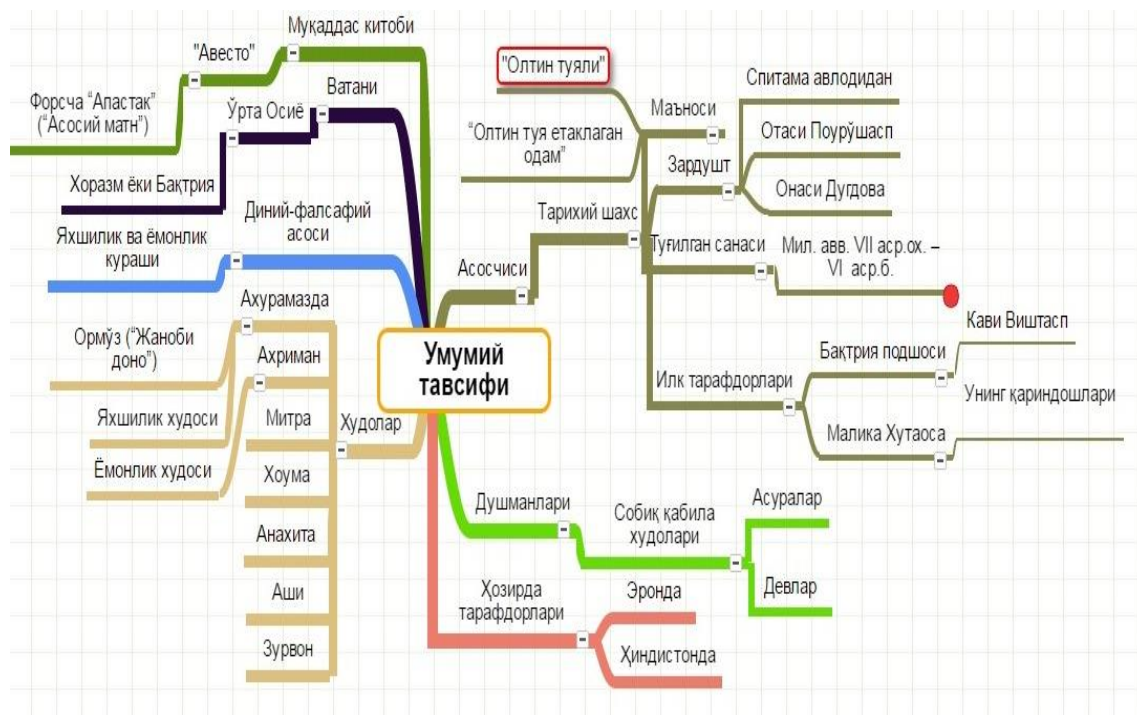 Муқаддас китоби
"Авесто"
Форсча “Апастак”
(“Асосий матн”)
Ватани
Ўрта Осиё
Хоразм ёки Бақтрия
Диний-фалсафий
асоси
Яхшилик ва ёмонлик
кураши
Ахурамазда
Ормўз (“Жаноби
доно”)
Яхшилик худоси
Ахриман
Ёмонлик худоси
Митра
Худолар
Хоума
Анахита
Аши
Зурвон
Умумий
тавсифи
Асосчиси
Тарихий шахс
"Олтин туяли"
Маъноси
“Олтин туя етаклаган
одам”
Зардушт
Спитама авлодидан
Отаси Поурўшасп
Онаси Дугдова
Туғилган санаси
Мил. авв. VII аср.ох. –
VI аср.б.
Илк тарафдорлари
Бақтрия подшоси
Кави Виштасп
Малика Хутаоса
Унинг қариндошлари
Душманлари
Собиқ қабила
худолари
Асуралар
Девлар
Ҳозирда
тарафдорлари
Эронда
Ҳиндистонда